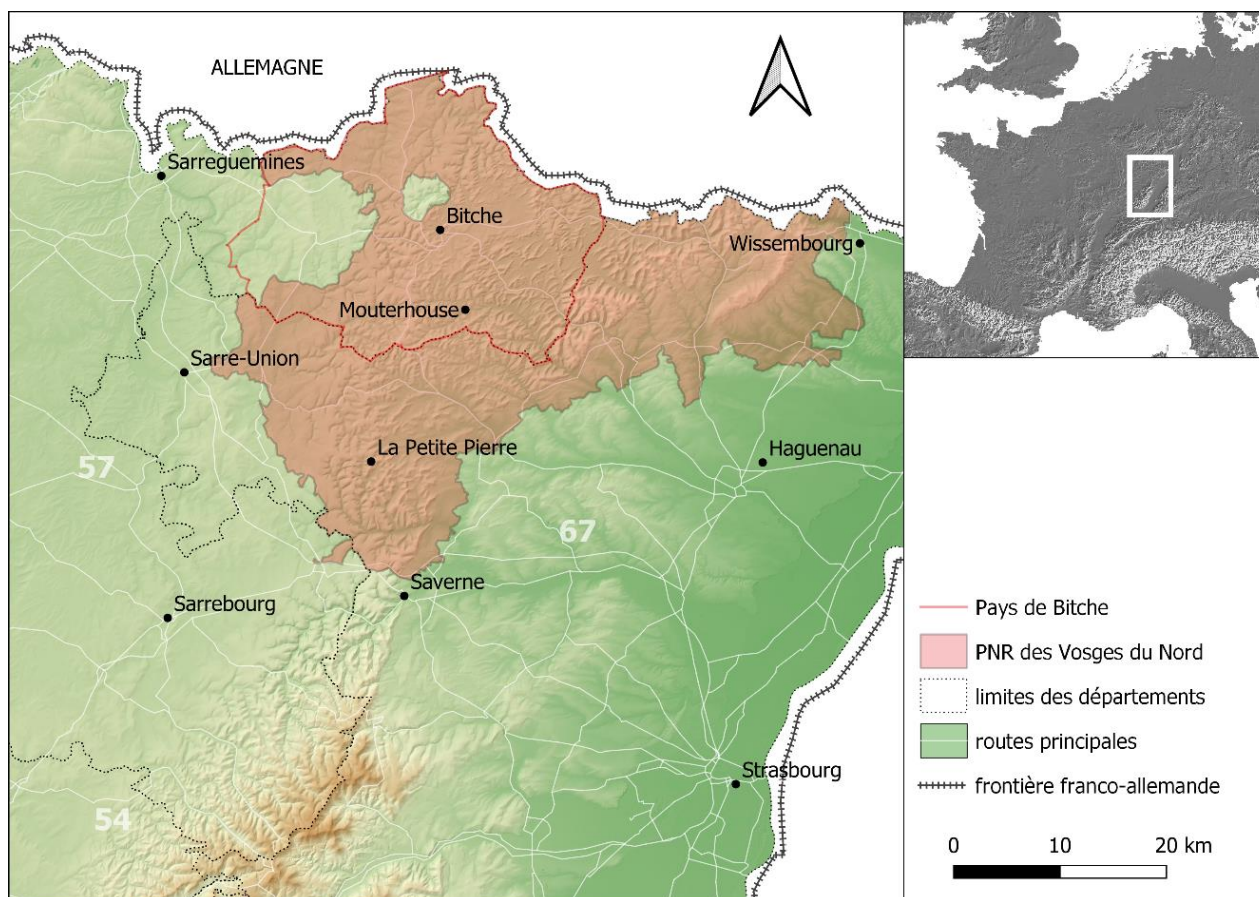 ALLEMAGNE
Sarreguemines
Bitche
Wissembourg
Mouterhouse
Sarre-Union
La Petite Pierre
Haguenau
57
67
Saverne
Sarrebourg
Strasbourg
54
Pays de Bitche
PNR des Vosges du Nord
limites des départements
routes principales
frontière franco-allemande
0 10 20 km